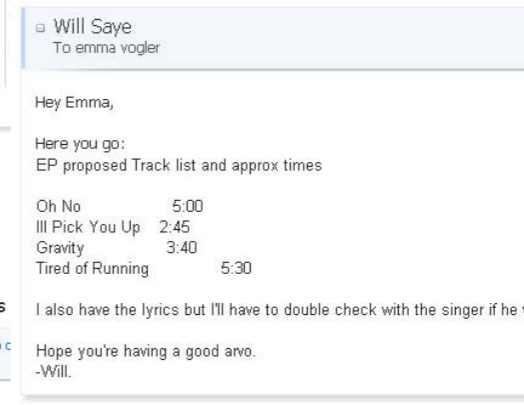 Will Saye
To emma vogler
Hey Emma,
Here you go:
EP proposed Track list and approx times
Oh No 5:00
Ill Pick You Up 2:45
Gravity 3:40
Tired of Running 5:30
I also have the lyrics but I'll have to double check with the singer if he
Hope you're having a good arvo.
-Will.